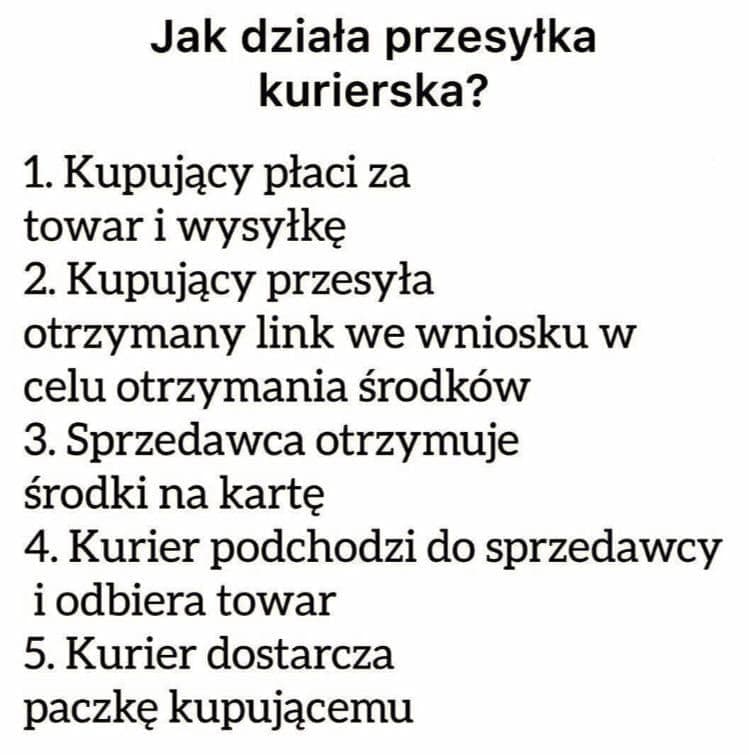 Jak działa przesyłka
kurierska?
1. Kupujący płaci za
towar i wysyłkę
2. Kupujący przesyła
otrzymany link we wniosku w
celu otrzymania środków
3. Sprzedawca otrzymuje
środki na kartę
4. Kurier podchodzi do sprzedawcy
i odbiera towar
5. Kurier dostarcza
paczkę kupującemu